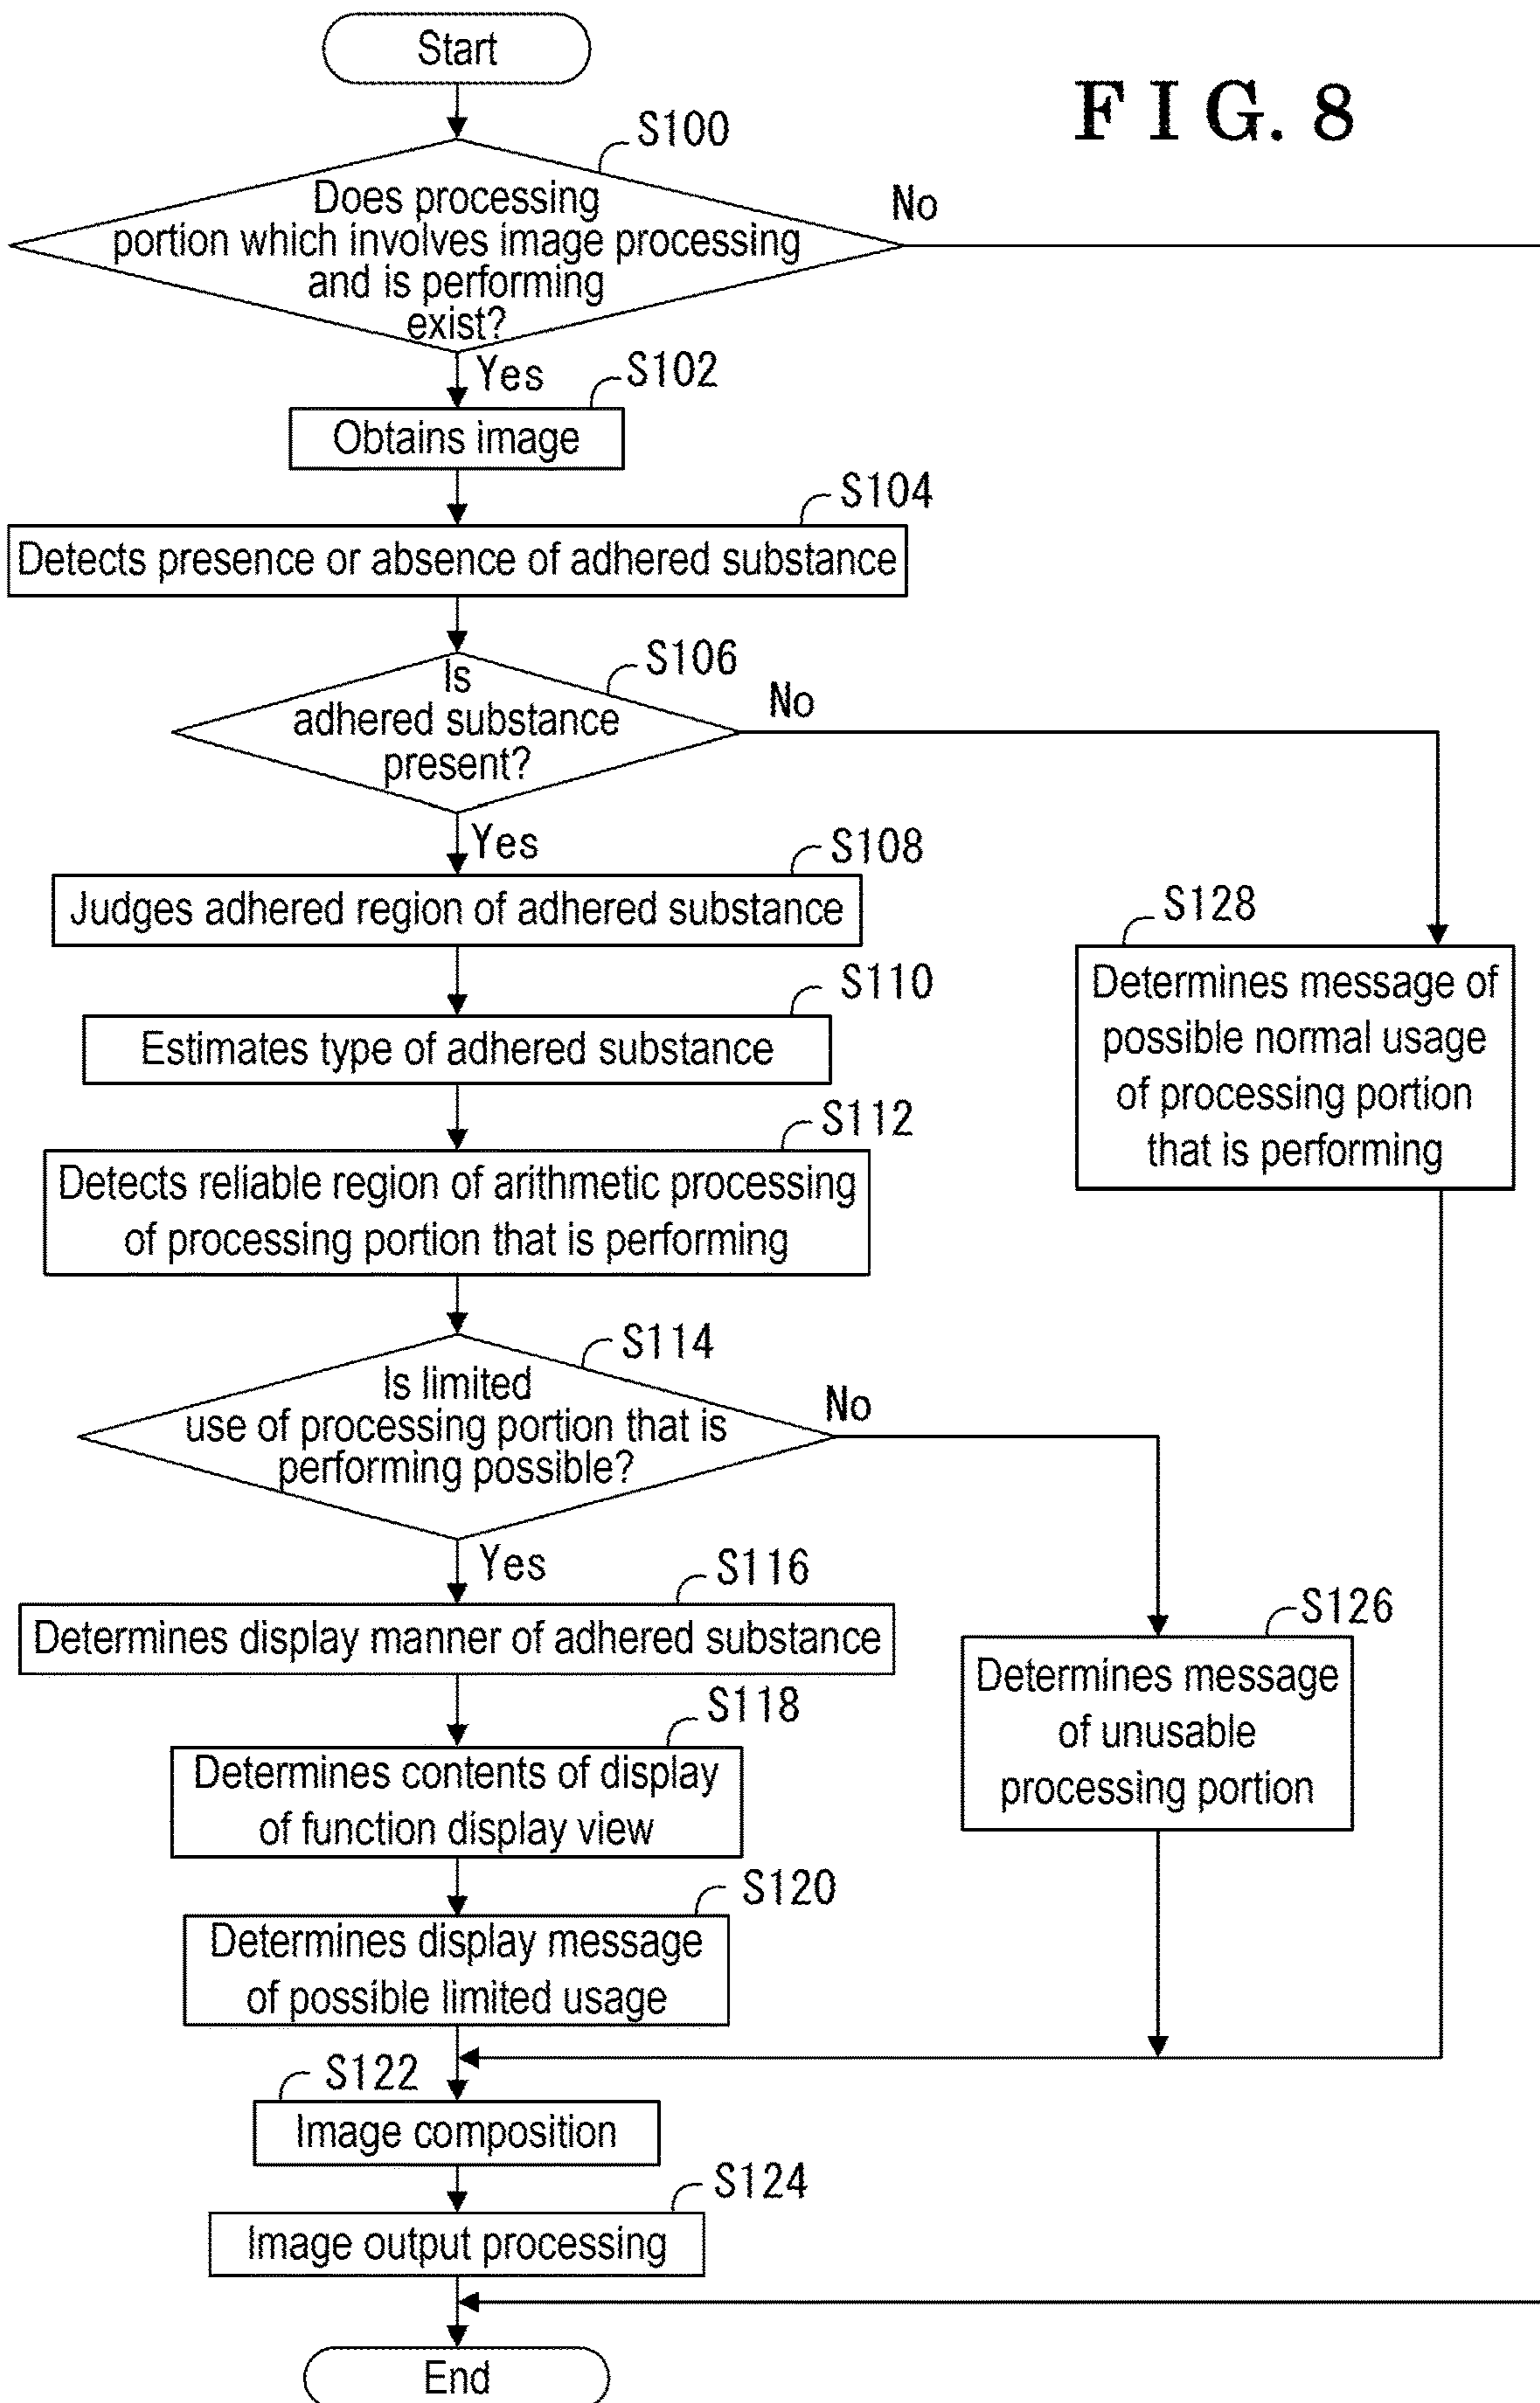 Start
FIG. 8
S100
Does processing
portion which involves image processing
and is performing
exist?
No
Yes
S102
Obtains image
S104
Detects presence or absence of adhered substance
S106
Is
adhered substance
present?
No
Yes
S108
Judges adhered region of adhered substance
S128
Determines message of
possible normal usage
of processing portion
that is performing
S110
Estimates type of adhered substance
S112
Detects reliable region of arithmetic processing
of processing portion that is performing
S114
Is limited
use of processing portion that is
performing possible?
No
Yes
S116
Determines display manner of adhered substance
S126
Determines message
of unusable
processing portion
S118
Determines contents of display
of function display view
S120
Determines display message
of possible limited usage
S122
Image composition
S124
Image output processing
End